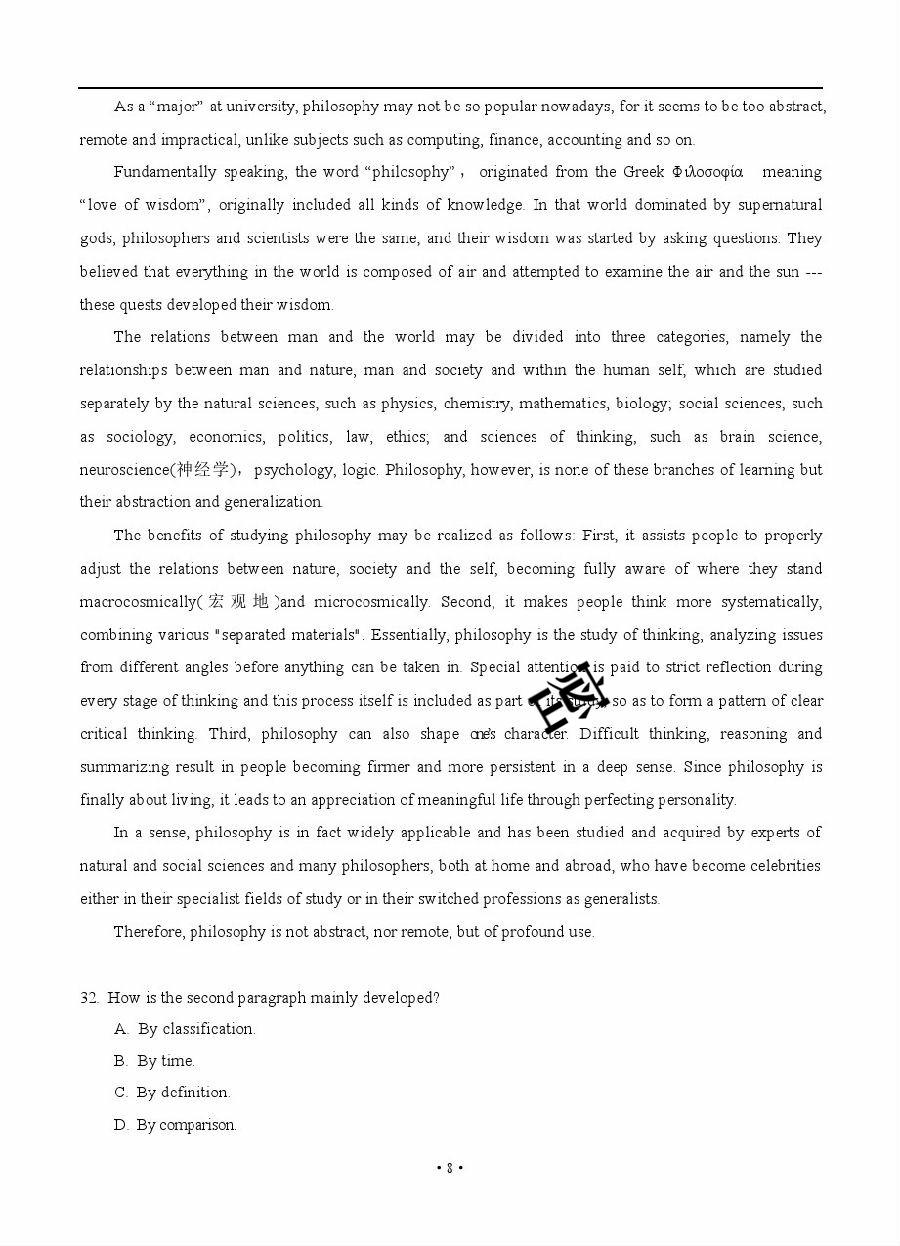 As a “major” at university, philosophy may not be so popular nowadays, for it seems to be too abstract,
remote and impractical, unlike subjects such as computing, finance, accounting and so on.
Fundamentally speaking, the word “philosophy”， originated from the Greek Φιλοσοφία meaning
“love of wisdom”, originally included all kinds of knowledge. In that world dominated by supernatural
gods, philosophers and scientists were the same, and their wisdom was started by asking questions. They
believed that everything in the world is composed of air and attempted to examine the air and the sun ---
these quests developed their wisdom.
The relations between man and the world may be divided into three categories, namely the
relationships between man and nature, man and society and within the human self, which are studied
separately by the natural sciences, such as physics, chemistry, mathematics, biology; social sciences, such
as sociology, economics, politics, law, ethics; and sciences of thinking, such as brain science,
neuroscience(神经学)，psychology, logic. Philosophy, however, is none of these branches of learning but
their abstraction and generalization.
The benefits of studying philosophy may be realized as follows: First, it assists people to properly
adjust the relations between nature, society and the self, becoming fully aware of where they stand
macrocosmically(宏观地)and microcosmically. Second, it makes people think more systematically,
combining various "separated materials". Essentially, philosophy is the study of thinking, analyzing issues
from different angles before anything can be taken in. Special attention is paid to strict reflection during
every stage of thinking and this process itself is included as part of its study, so as to form a pattern of clear
critical thinking. Third, philosophy can also shape one's character. Difficult thinking, reasoning and
summarizing result in people becoming firmer and more persistent in a deep sense. Since philosophy is
finally about living, it leads to an appreciation of meaningful life through perfecting personality.
In a sense, philosophy is in fact widely applicable and has been studied and acquired by experts of
natural and social sciences and many philosophers, both at home and abroad, who have become celebrities
either in their specialist fields of study or in their switched professions as generalists.
Therefore, philosophy is not abstract, nor remote, but of profound use.
32. How is the second paragraph mainly developed?
A. By classification.
B. By time.
C. By definition.
D. By comparison.
• 8 •